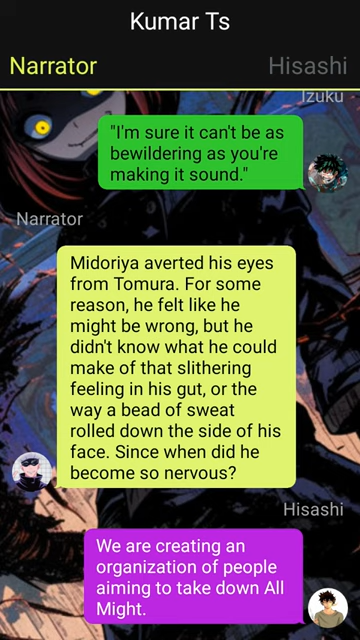 Kumar Ts
Narrator
Hisashi
Izuku
"I'm sure it can't be as
bewildering as you're
making it sound."
Narrator
Midoriya averted his eyes
from Tomura. For some
reason, he felt like he
might be wrong, but he
didn't know what he could
make of that slithering
feeling in his gut, or the
way a bead of sweat
rolled down the side of his
face. Since when did he
become so nervous?
Hisashi
We are creating an
organization of people
aiming to take down All
Might.